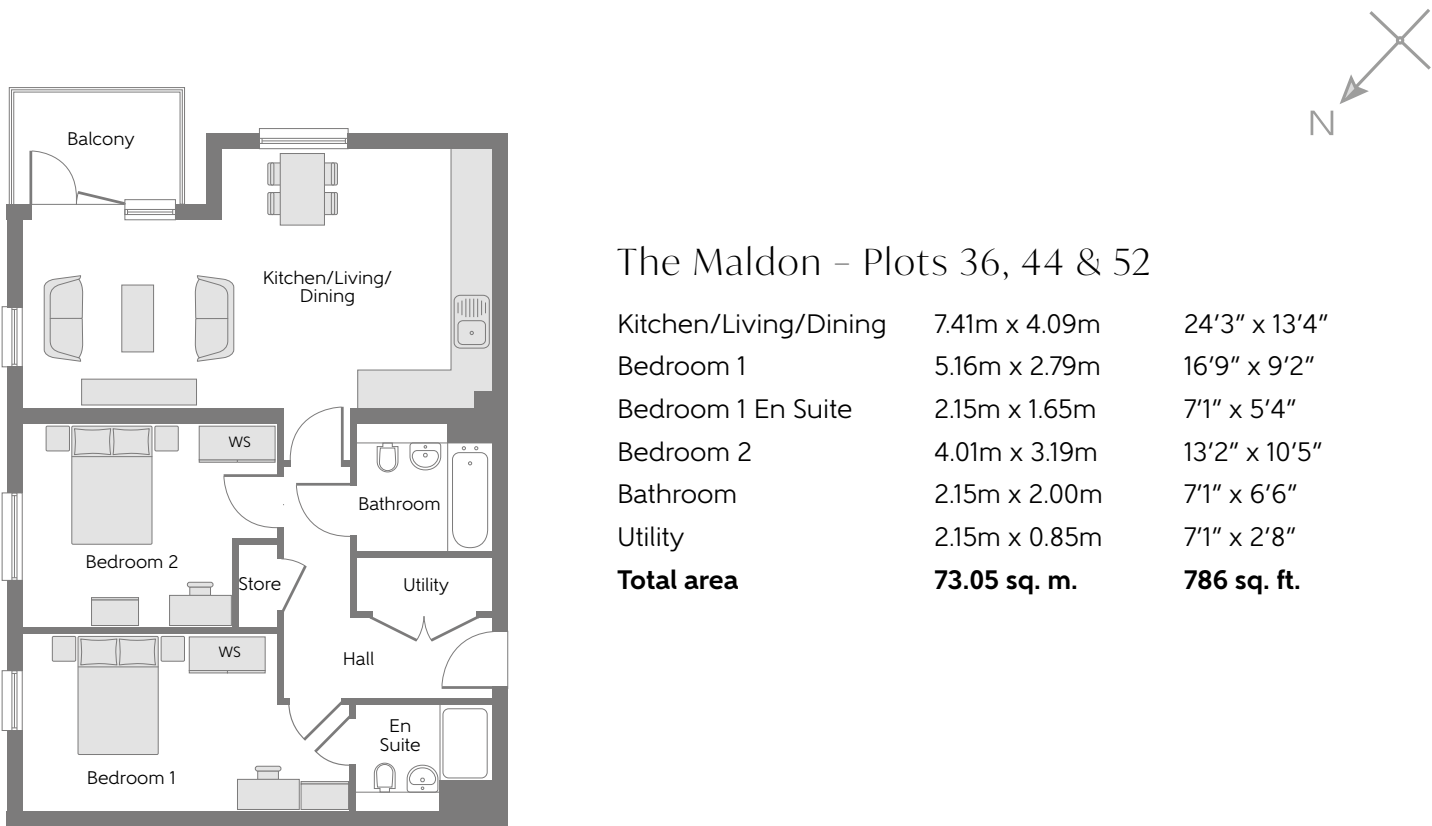 N
Balcony
Kitchen/Living/
Dining
WS
Bathroom
Bedroom 2
Store
Utility
WS
Hall
En
Suite
Bedroom 1
The Maldon – Plots 36, 44 & 52
Kitchen/Living/Dining 7.41m x 4.09m 24′3″ x 13′4″
Bedroom 1 5.16m x 2.79m 16′9″ x 9′2″
Bedroom 1 En Suite 2.15m x 1.65m 7′1″ x 5′4″
Bedroom 2 4.01m x 3.19m 13′2″ x 10′5″
Bathroom 2.15m x 2.00m 7′1″ x 6′6″
Utility 2.15m x 0.85m 7′1″ x 2′8″
Total area 73.05 sq. m. 786 sq. ft.